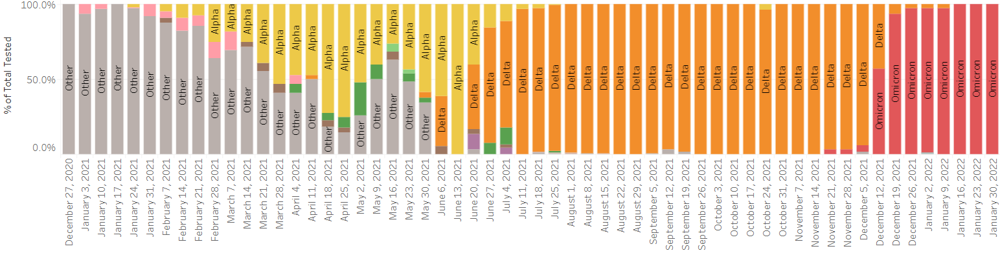 % of Total Tested
100.0%
50.0%
0.0%
Other
December 27, 2020
Other
January 3, 2021
Other
January 10, 2021
Other
January 17, 2021
Other
January 24, 2021
Other
January 31, 2021
Other
February 7, 2021
Other
February 14, 2021
Other
February 21, 2021
Alpha
Other
February 28, 2021
Alpha
Other
March 7, 2021
Alpha
Other
March 14, 2021
Alpha
Other
March 21, 2021
Alpha
Other
March 28, 2021
Alpha
Other
April 4, 2021
Alpha
Other
April 11, 2021
Alpha
Other
April 18, 2021
Alpha
Other
April 25, 2021
Alpha
Other
May 2, 2021
Alpha
Other
May 9, 2021
Alpha
Other
May 16, 2021
Alpha
Other
May 23, 2021
Alpha
Other
May 30, 2021
Alpha
Delta
June 6, 2021
Alpha
June 13, 2021
Alpha
Delta
June 20, 2021
Delta
June 27, 2021
Delta
July 4, 2021
Delta
July 11, 2021
Delta
July 18, 2021
Delta
July 25, 2021
Delta
August 1, 2021
Delta
August 8, 2021
Delta
August 15, 2021
Delta
August 22, 2021
Delta
August 29, 2021
Delta
September 5, 2021
Delta
September 12, 2021
Delta
September 19, 2021
Delta
September 26, 2021
Delta
October 3, 2021
Delta
October 10, 2021
Delta
October 17, 2021
Delta
October 24, 2021
Delta
October 31, 2021
Delta
November 7, 2021
Delta
November 14, 2021
Delta
November 21, 2021
Delta
November 28, 2021
Delta
December 5, 2021
Delta
Omicron
December 12, 2021
Omicron
December 19, 2021
Omicron
December 26, 2021
Omicron
January 2, 2022
Omicron
January 9, 2022
Omicron
January 16, 2022
Omicron
January 23, 2022
Omicron
January 30, 2022